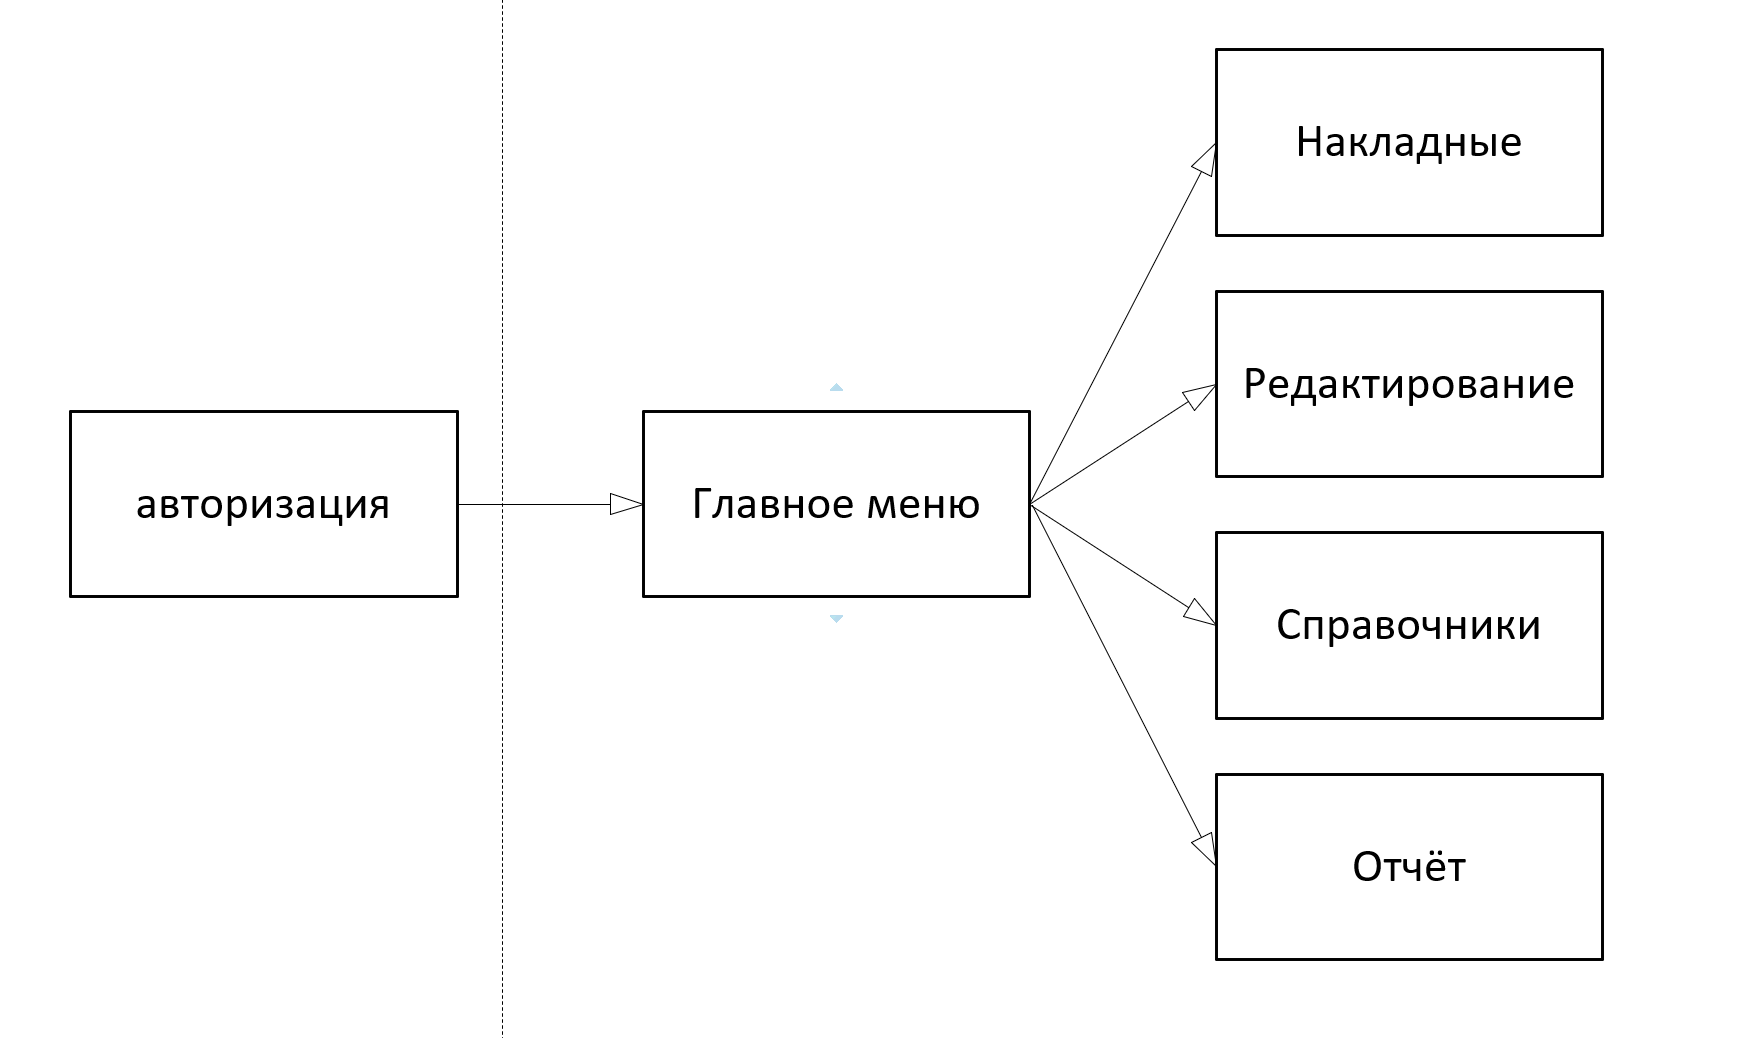 Накладные
Редактирование
авторизация
Главное меню
Справочники
Отчёт